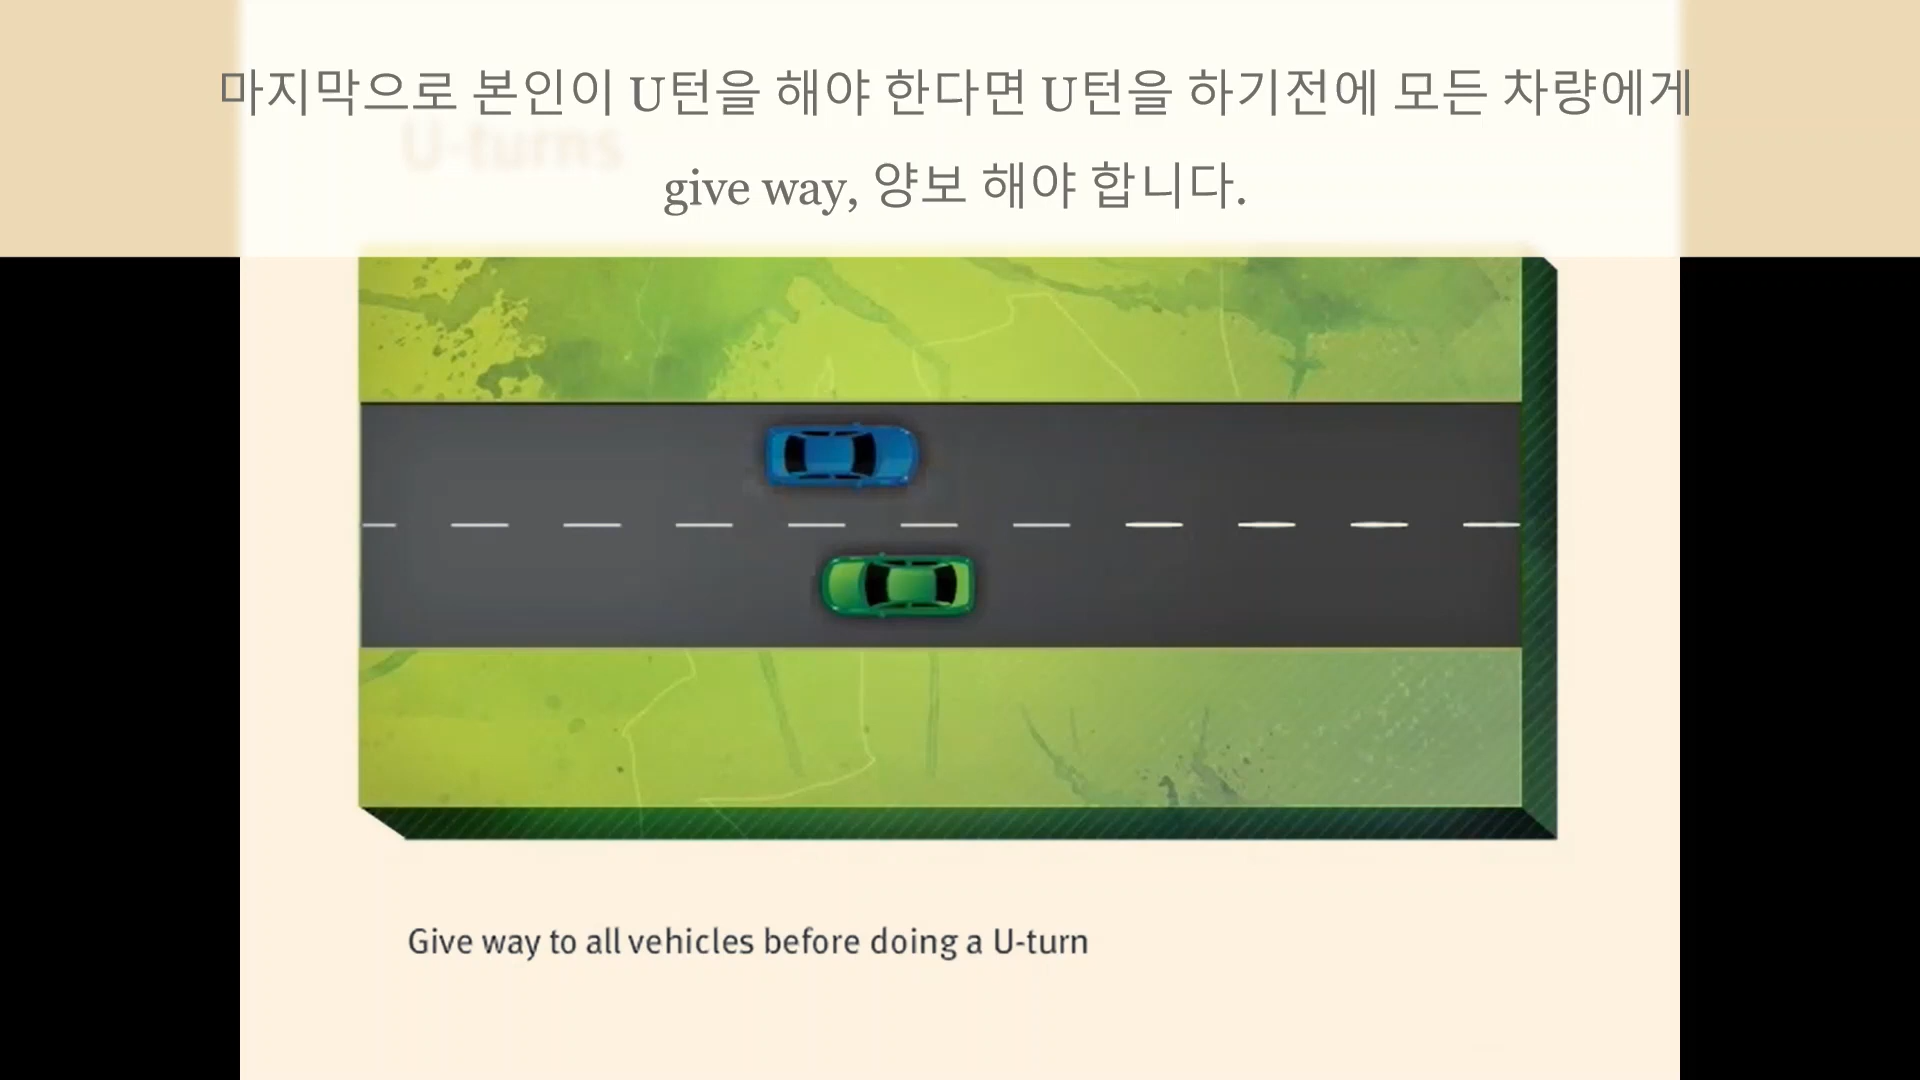 마지막으로 본인이 U턴을 해야 한다면 U턴을 하기전에 모든 차량에게
give way, 양보 해야 합니다.
U-turns
Give way to all vehicles before doing a U-turn